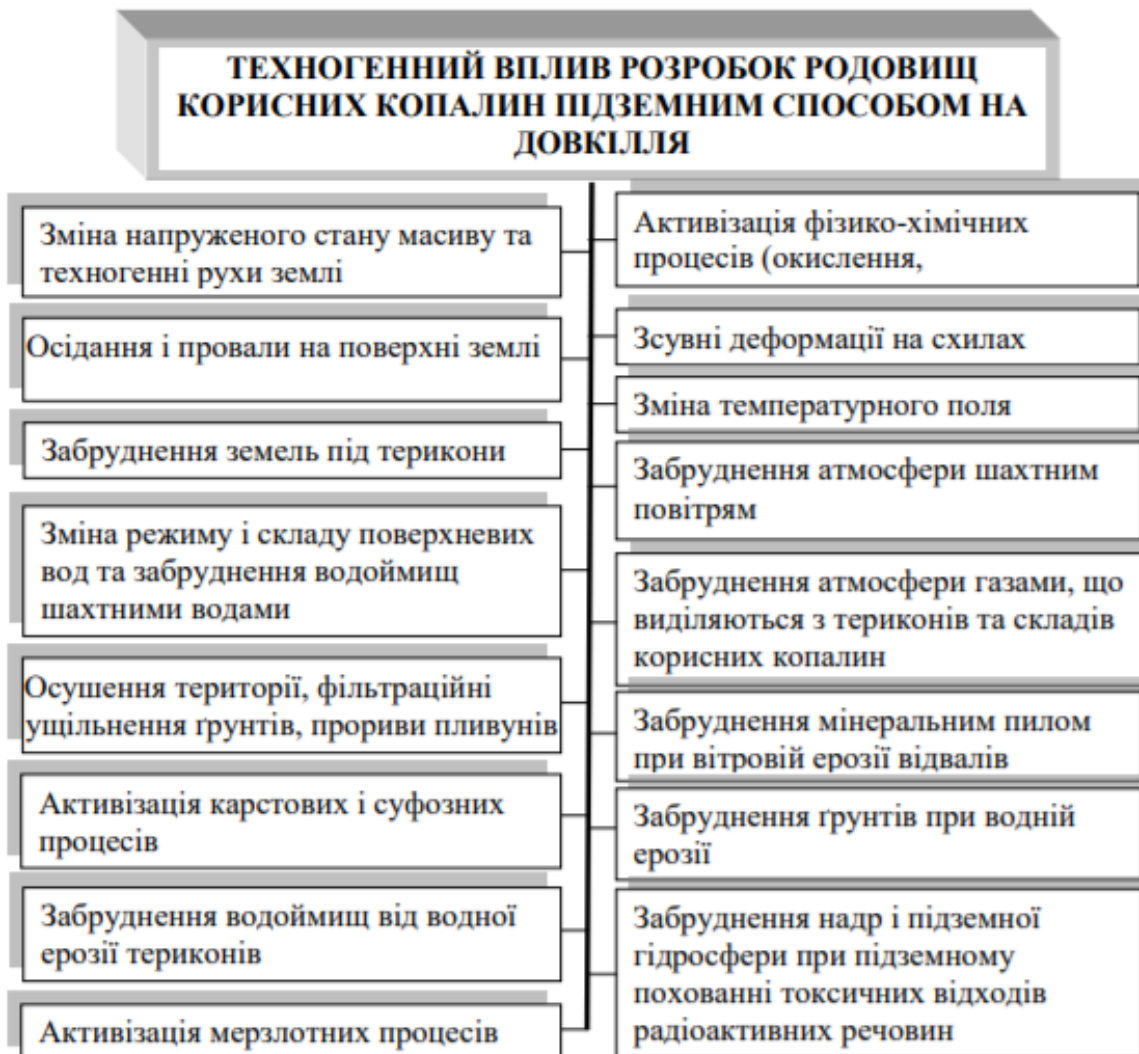 ТЕХНОГЕННИЙ ВПЛИВ РОЗРОБОК РОДОВИЩ
КОРИСНИХ КОПАЛИН ПІДЗЕМНИМ СПОСОБОМ НА
ДОВКІЛЛЯ
Зміна напруженого стану масиву та
техногенні рухи землі
Осідання і провали на поверхні землі
Забруднення земель під терикони
Зміна режиму і складу поверхневих
вод та забруднення водоймищ
шахтними водами
Осушення території, фільтраційні
ущільнення ґрунтів, прориви пливунів
Активізація карстових і суфозних
процесів
Забруднення водоймищ від водної
ерозії териконів
Активізація мерзлотних процесів
Активізація фізико-хімічних
процесів (окислення,
Зсувні деформації на схилах
Зміна температурного поля
Забруднення атмосфери шахтним
повітрям
Забруднення атмосфери газами, що
виділяються з териконів та складів
корисних копалин
Забруднення мінеральним пилом
при вітровій ерозії відвалів
Забруднення ґрунтів при водній
ерозії
Забруднення надр і підземної
гідросфери при підземному
похованні токсичних відходів
радіоактивних речовин